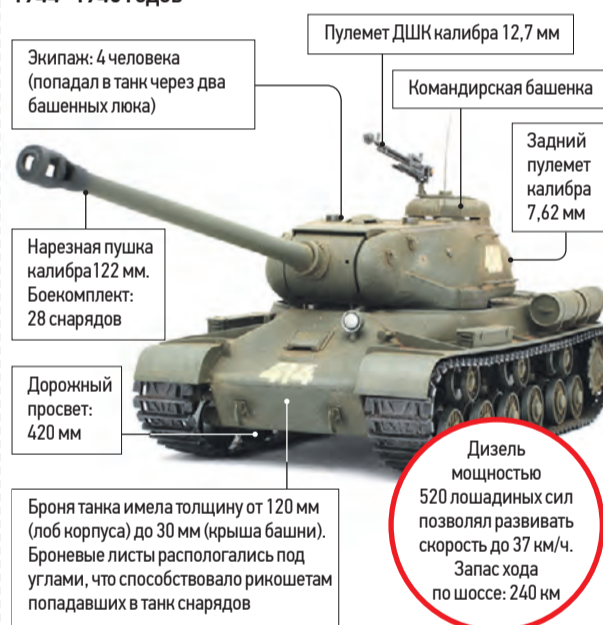 Пулемет ДШК калибра 12,7 мм
Экипаж: 4 человека
(попадал в танк через два
башенных люка)
Командирская башенка
Задний
пулемет
калибра
7,62 мм
Нарезная пушка
калибра122 мм.
Боекомплект:
28 снарядов
Дорожный
просвет:
420 мм
474
Дизель
мощностью
520 лошадиных сил
позволял развивать
скорость до 37 км/ч.
Запас хода
по шоссе: 240 км
Броня танка имела толщину от 120 мм
(лоб корпуса) до 30 мм (крыша башни).
Броневые листы распологались под
углами, что способствовало рикошетам
попадавших в танк снарядов